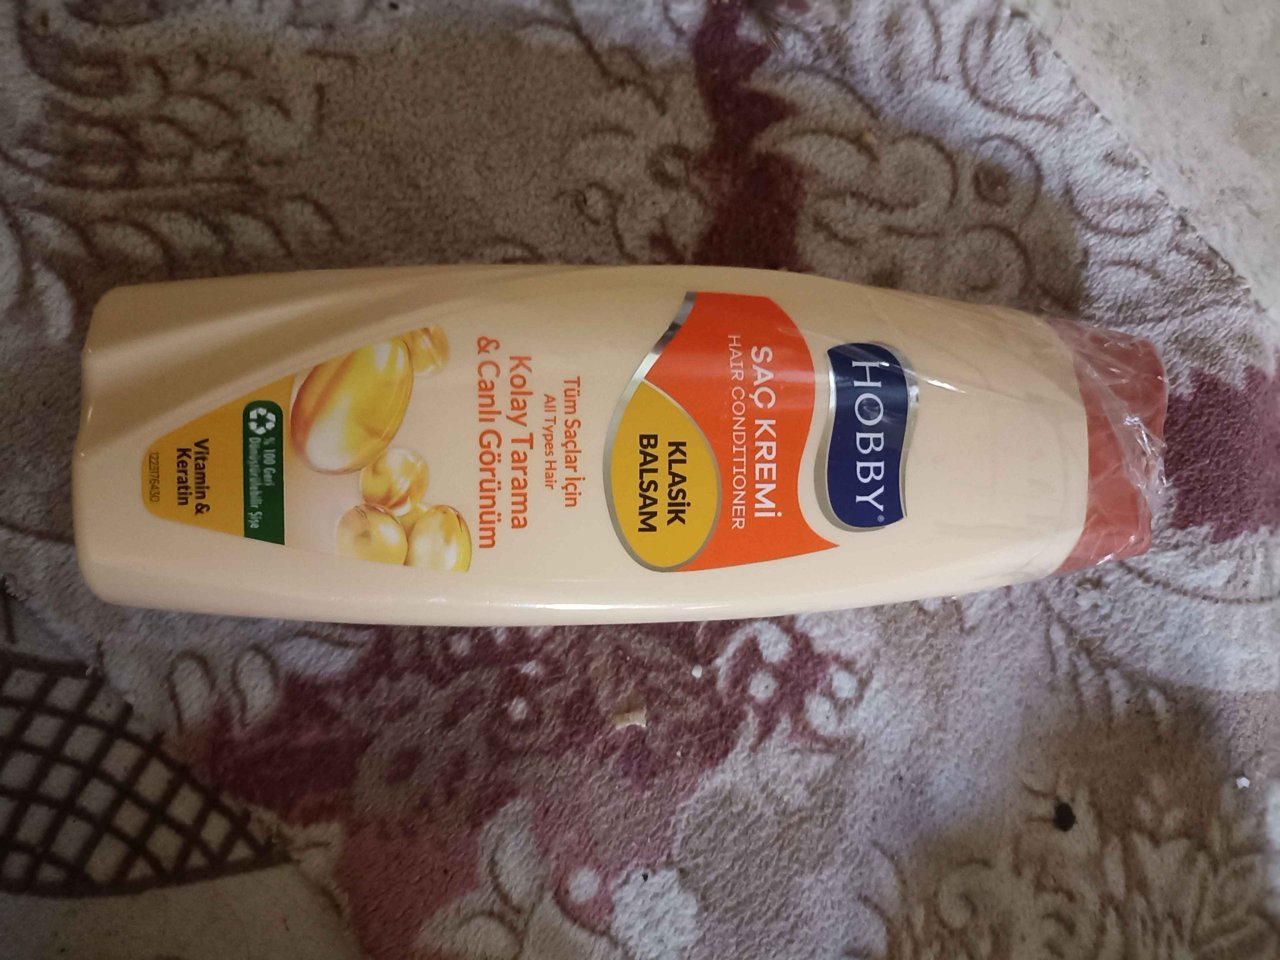 HOBBY®
SAÇ KREMİ
HAIR CONDITIONER
KLASİK
BALSAM
Tüm Saçlar İçin
All Types Hair
Kolay Tarama
& Canlı Görünüm
% 100 Geri
Dönüştürülebilir Şişe
Vitamin &
Keratin